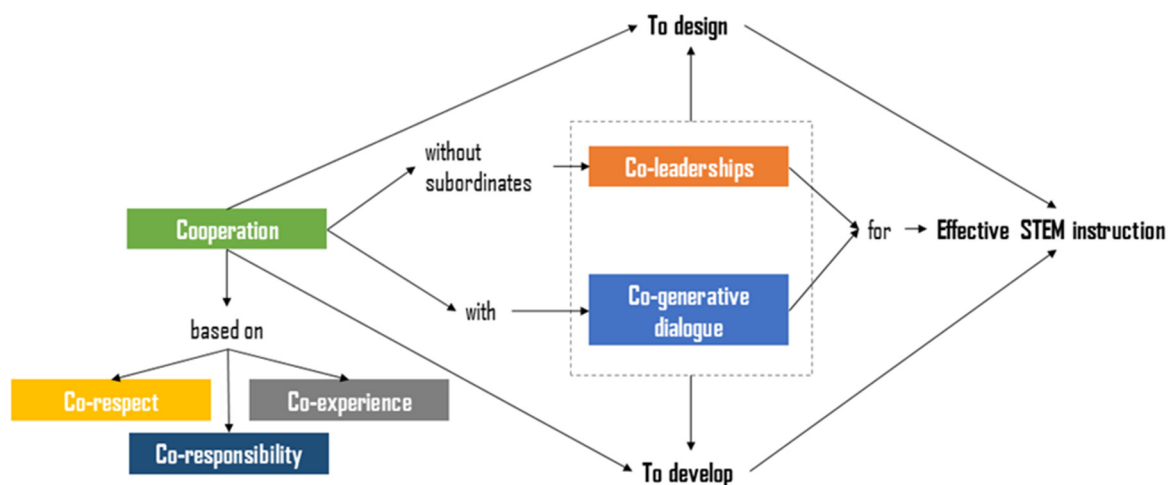 To design
without
subordinates
Co-leaderships
Cooperation
for
Effective STEM instruction
with
Co-generative
dialogue
based on
Co-respect
Co-experience
Co-responsibility
To develop